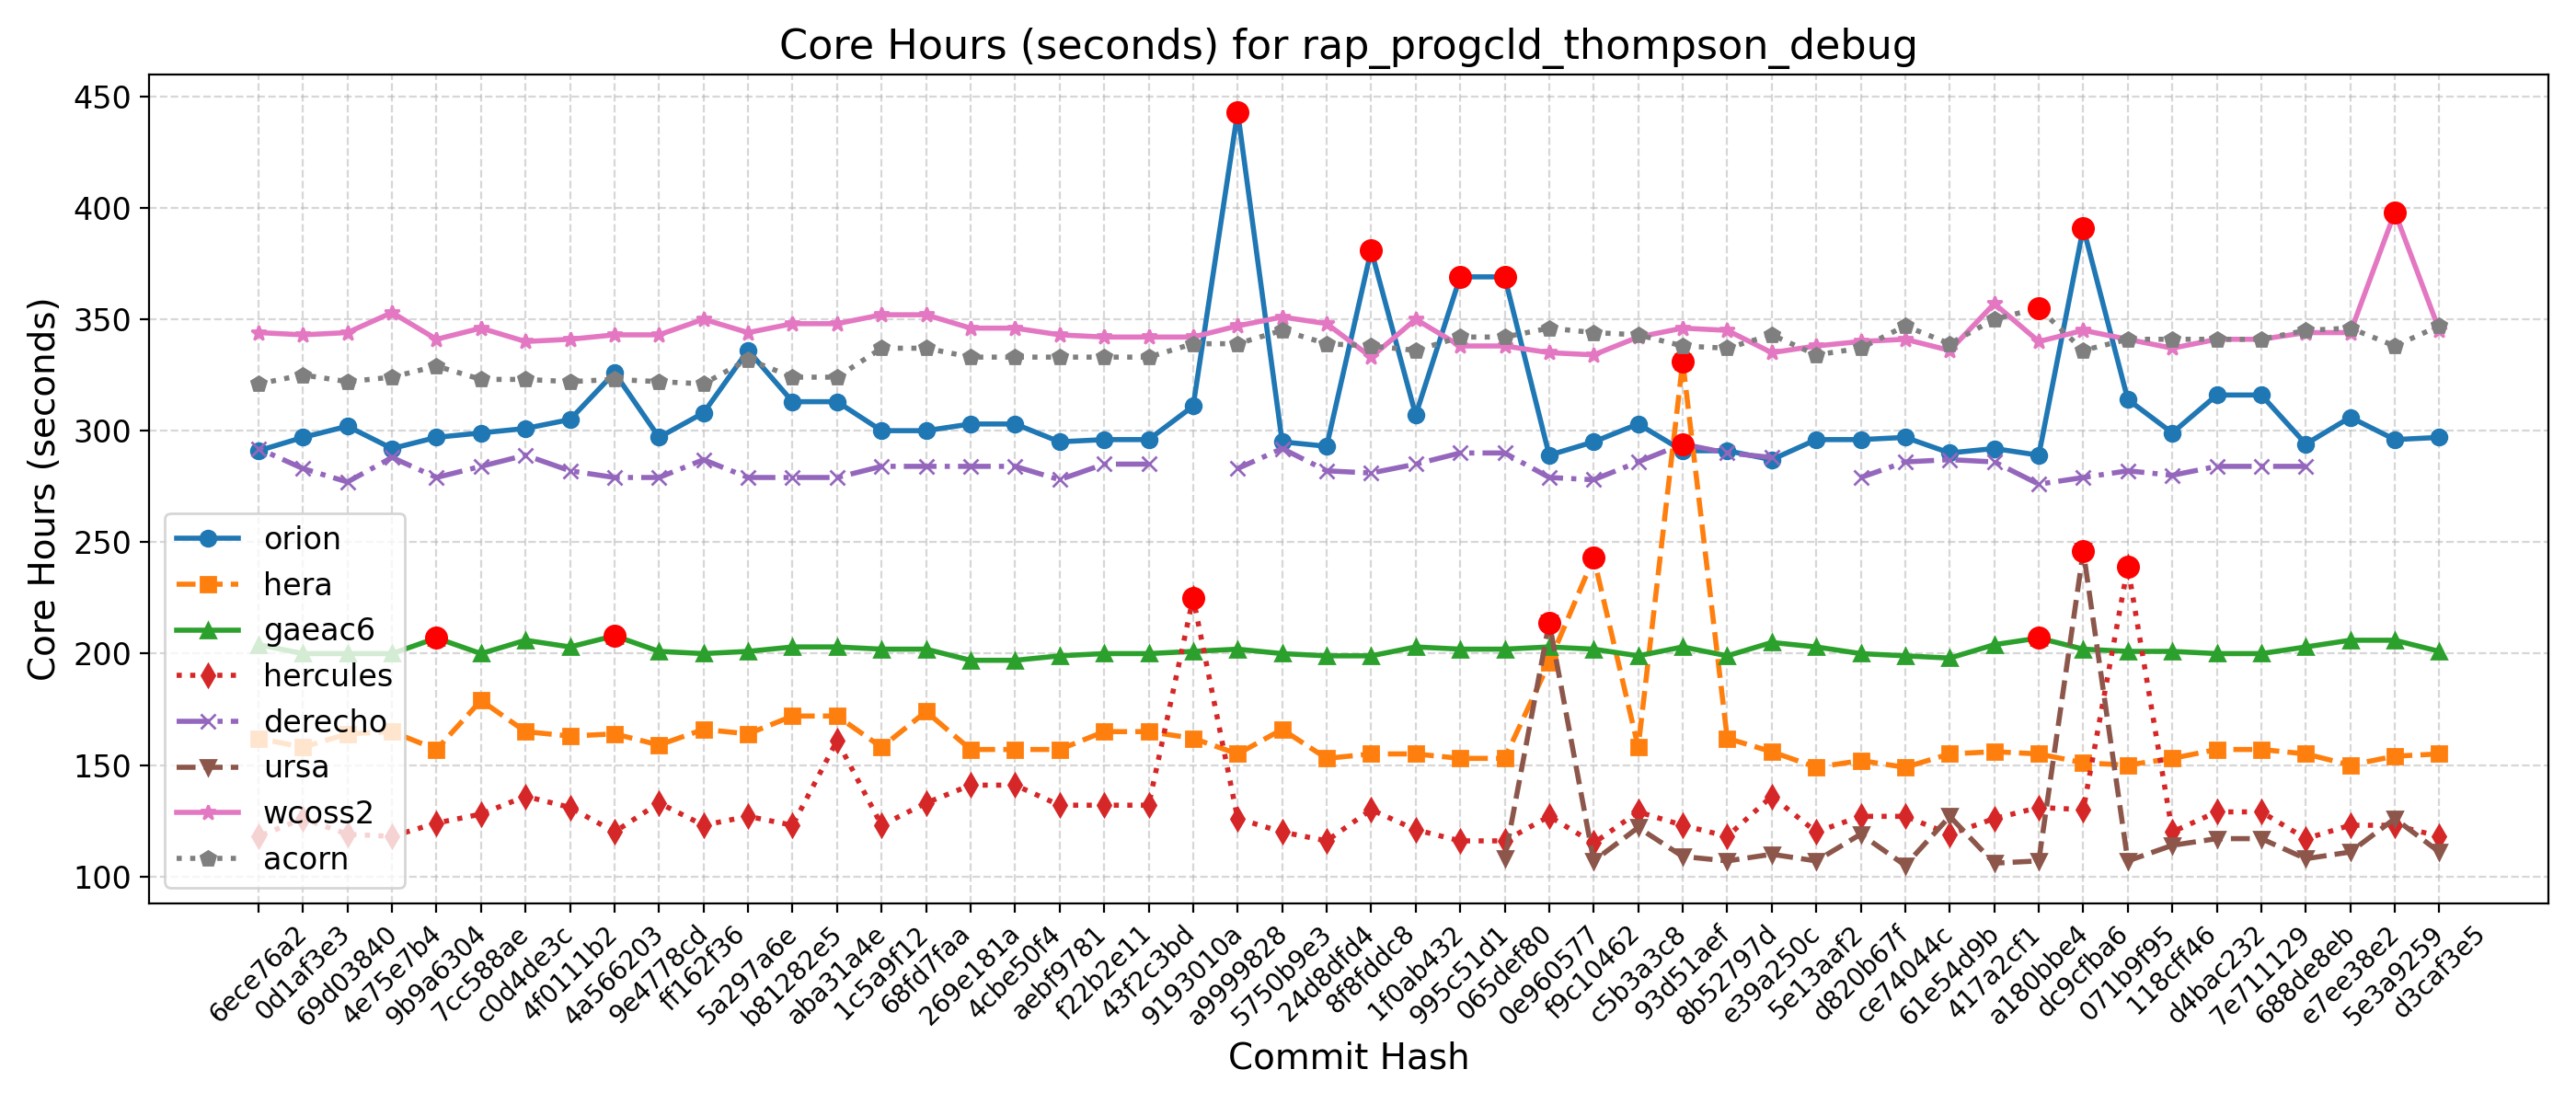 Core Hours (seconds) for rap_progcld_thompson_debug
Core Hours (seconds)
450
400
350
300
250
200
150
100
orion
hera
gaeac6
hercules
derecho
ursa
wcoss2
acorn
6ece76a2
0d1af3e3
69d03840
4e75e7b4
9b9a6304
7cc588ae
c0d4de3c
4f0111b2
4a566203
9e4778cd
ff162f36
5a297a6e
b81282e5
aba31a4e
1c5a9f12
68fd7faa
269e181a
4cbe50f4
aebf9781
f22b2e11
43f2c3bd
9193010a
a9999828
5750b9e3
24d8dfd4
8f8fddc8
1f0ab432
995c51d1
065def80
0e960577
f9c10462
c5b3a3c8
93d51aef
8b52797d
e39a250c
5e13aaf2
d820b67f
ce74044c
61e54d9b
417a2cf1
a180bbe4
dc9cfba6
071b9f95
118cff46
d4bac232
7e711129
688de8eb
e7ee38e2
5e3a9259
d3caf3e5
Commit Hash